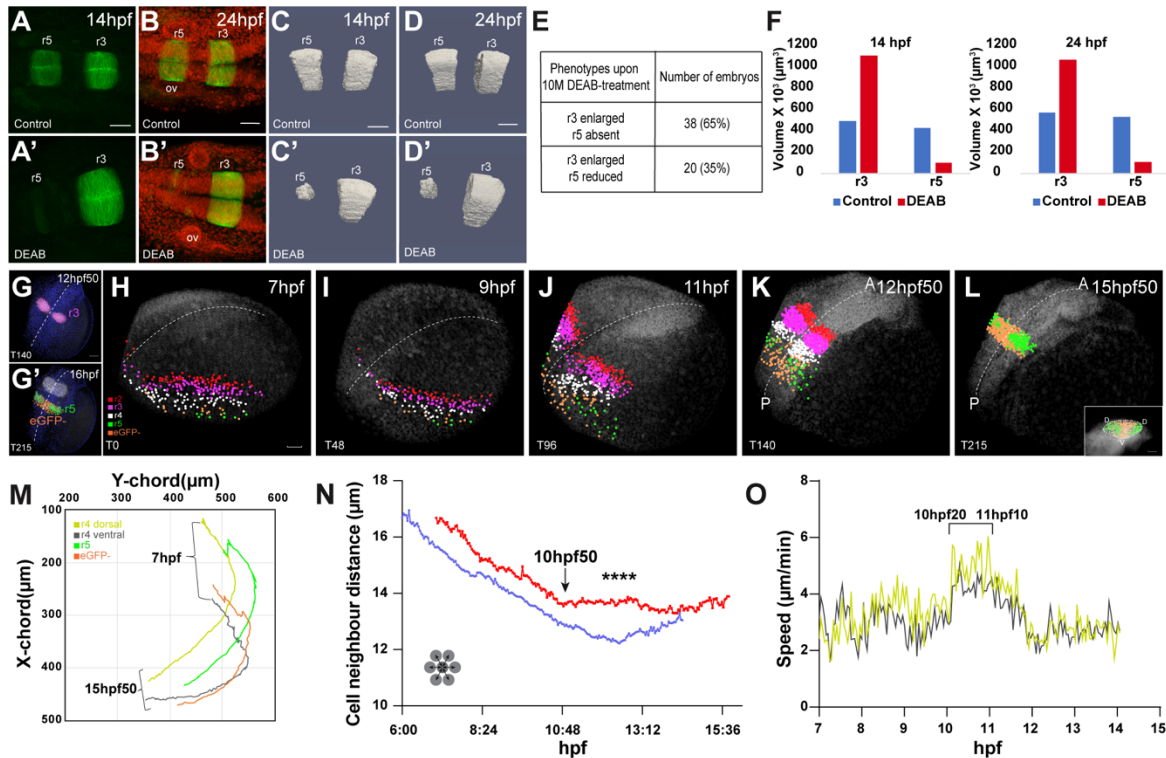 A 14hpf
r5 r3
Control
B 24hpf
r5 r3
ov
Control
C 14hpf
r5 r3
Control
D 24hpf
r5 r3
Control
A'
r5 r3
DEAB
B'
r5 r3
ov
DEAB
C'
r5 r3
DEAB
D'
r5 r3
DEAB
E
Phenotypes upon
10M DEAB-treatment
Number of embryos
r3 enlarged
r5 absent
38 (65%)
r3 enlarged
r5 reduced
20 (35%)
F
14 hpf
Volume X 10³ (µm³)
1200
1000
800
600
400
200
0
r3 r5
Control DEAB
24 hpf
Volume X 10³ (µm³)
1200
1000
800
600
400
200
0
r3 r5
Control DEAB
G 12hpf50
r3
T140
G' 16hpf
r5
eGFP-
T215
H 7hpf
r2
r3
r4
r5
eGFP-
T0
I 9hpf
T48
J 11hpf
T96
K A 12hpf50
P
T140
L A 15hpf50
P
T215
D D
V
M
Y-chord(µm)
200 300 400 500 600
X-chord(µm)
100
200
300
400
500
r4 dorsal
r4 ventral
r5
eGFP-
7hpf
15hpf50
N
Cell neighbour distance (µm)
18
16
14
12
10
10hpf50
****
6:00 8:24 10:48 13:12 15:36
hpf
O
Speed (µm/min)
8
6
4
2
0
10hpf20 11hpf10
7 8 9 10 11 12 13 14 15
hpf